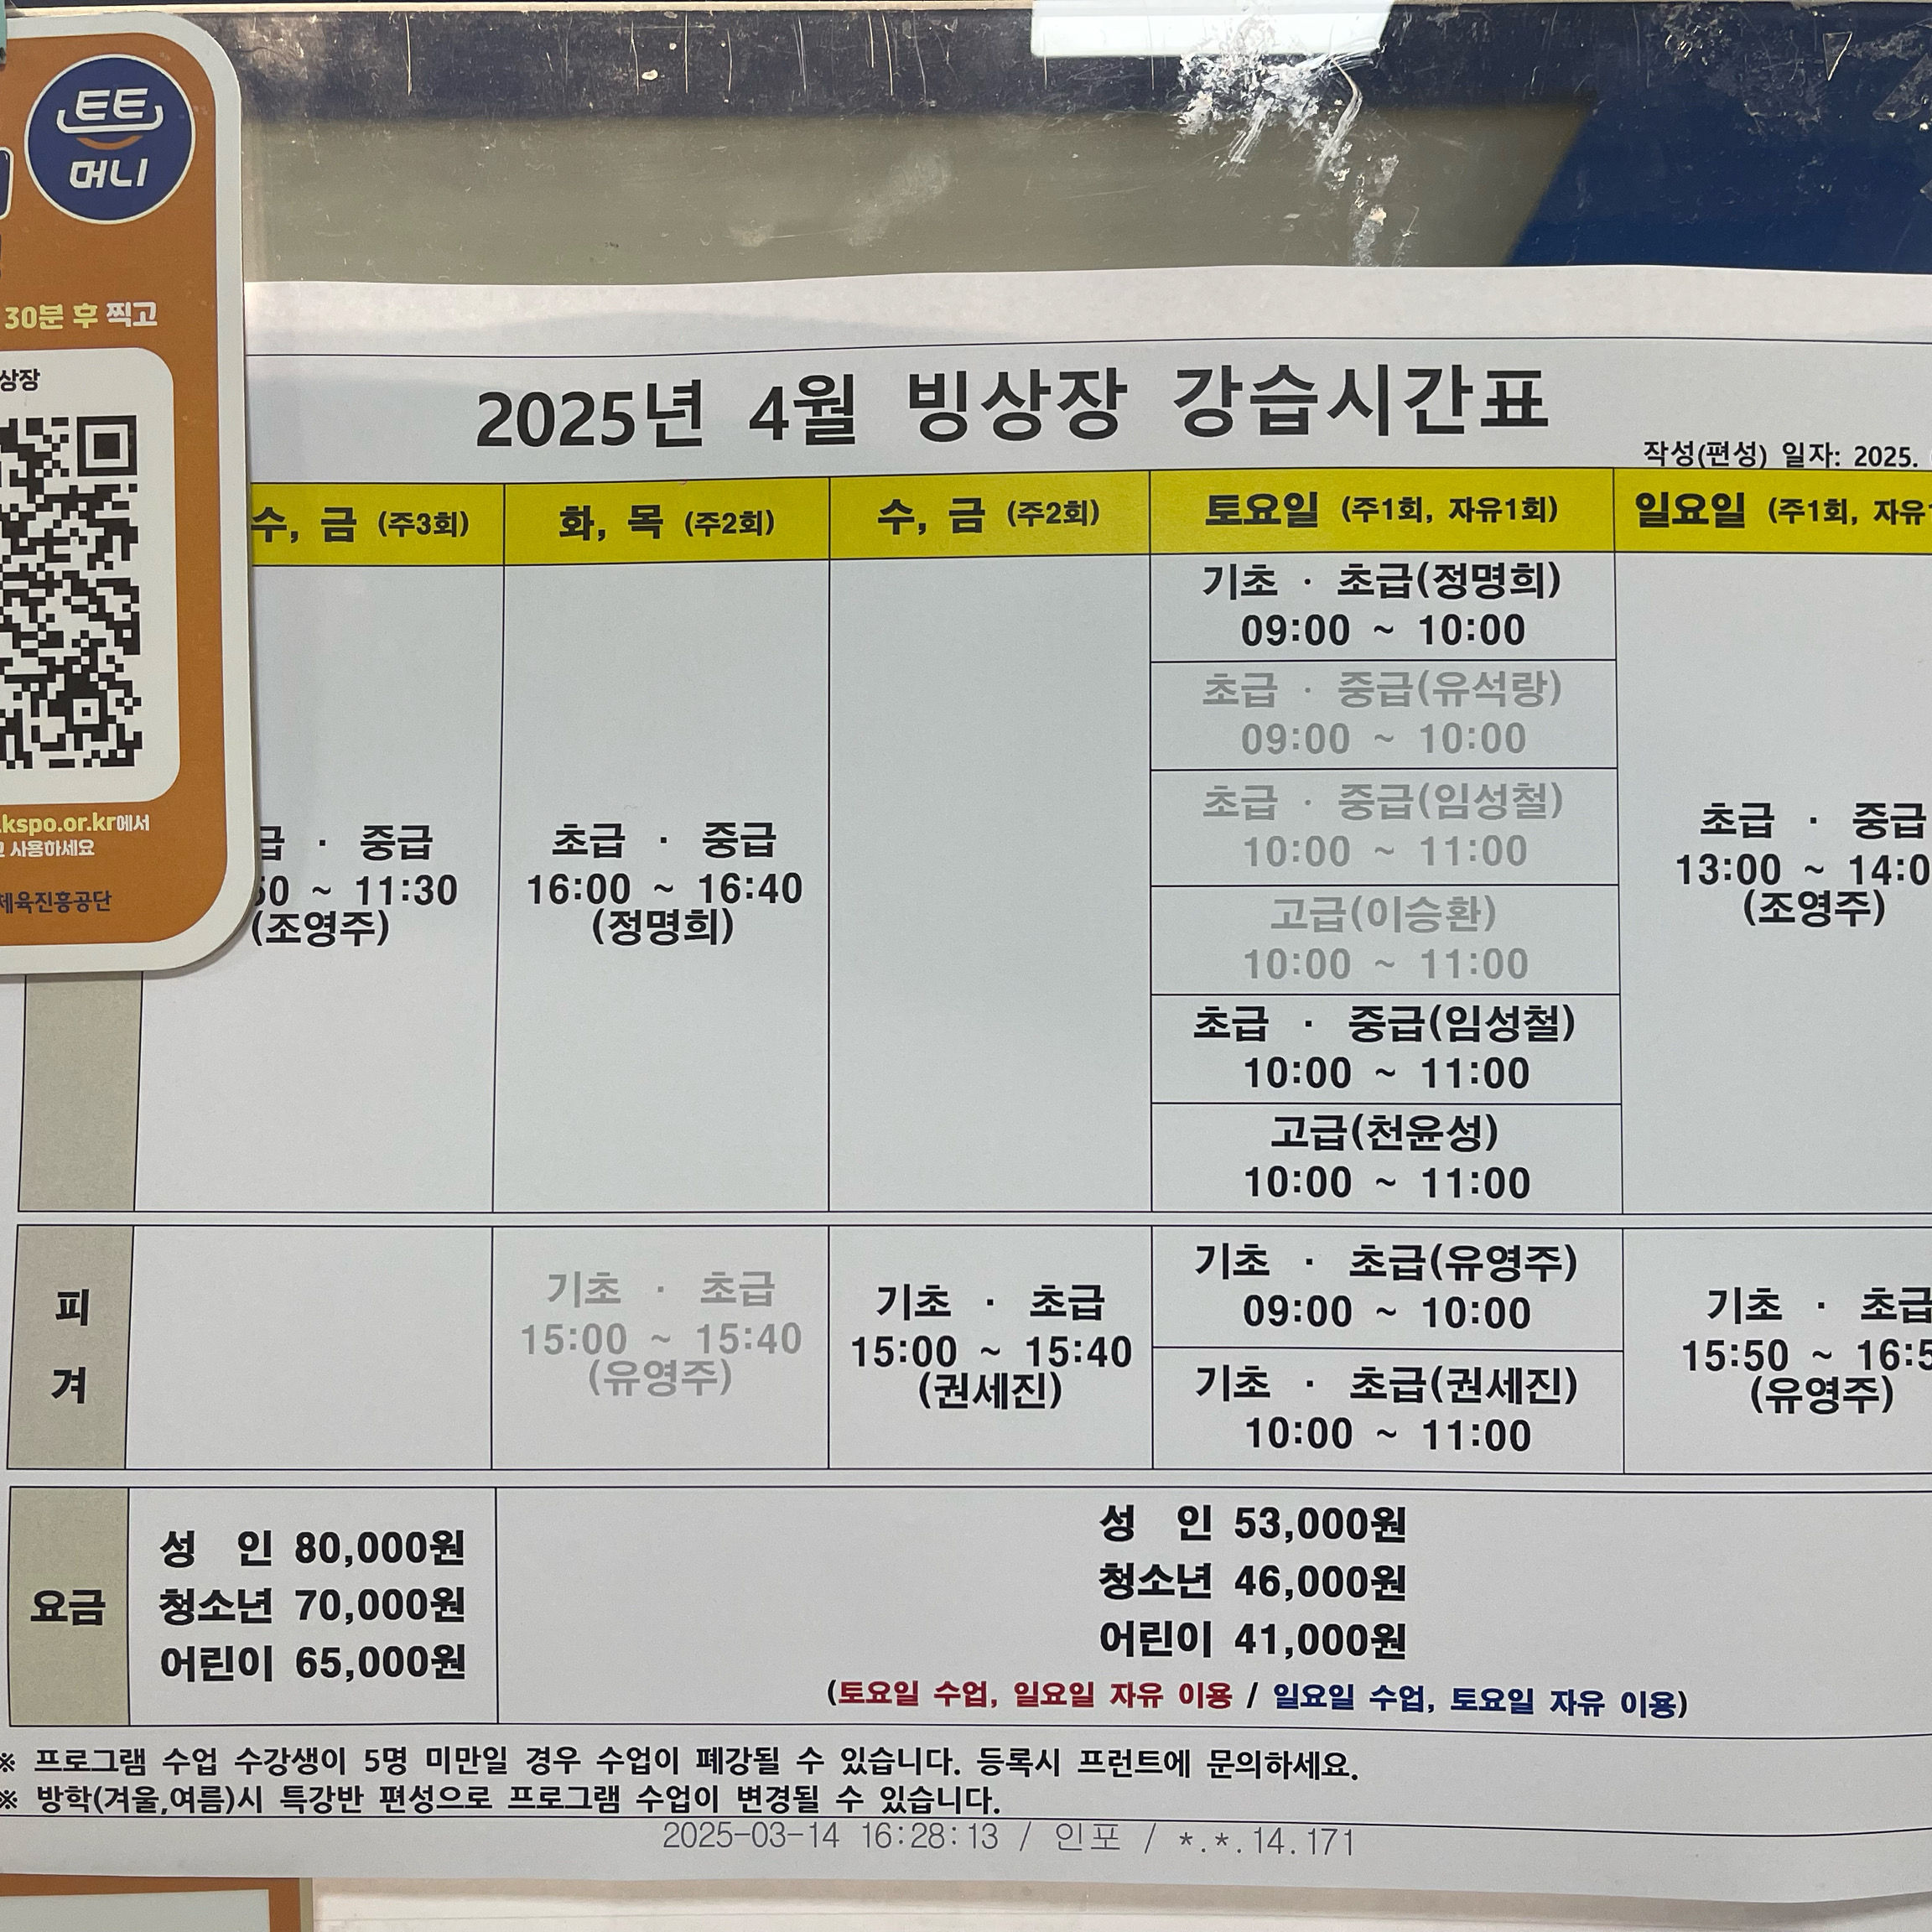 트트
머니
30분 후 찍고
상장
kspo.or.kr에서
사용하세요
체육진흥공단
2025년 4월 빙상장 강습시간표
작성(편성) 일자: 2025.
수, 금 (주3회)
화, 목 (주2회)
수, 금 (주2회)
토요일 (주1회, 자유1회)
일요일 (주1회, 자유
급 · 중급
50 ~ 11:30
(조영주)
초급 · 중급
16:00 ~ 16:40
(정명희)
기초 · 초급(정명희)
09:00 ~ 10:00
초급 · 중급(유석랑)
09:00 ~ 10:00
초급 · 중급(임성철)
10:00 ~ 11:00
고급(이승환)
10:00 ~ 11:00
초급 · 중급(임성철)
10:00 ~ 11:00
고급(천윤성)
10:00 ~ 11:00
초급 · 중급
13:00 ~ 14:0
(조영주)
피
겨
기초 · 초급
15:00 ~ 15:40
(유영주)
기초 · 초급
15:00 ~ 15:40
(권세진)
기초 · 초급(유영주)
09:00 ~ 10:00
기초 · 초급(권세진)
10:00 ~ 11:00
기초 · 초급
15:50 ~ 16:5
(유영주)
요금
성 인 80,000원
청소년 70,000원
어린이 65,000원
성 인 53,000원
청소년 46,000원
어린이 41,000원
(토요일 수업, 일요일 자유 이용 / 일요일 수업, 토요일 자유 이용)
※ 프로그램 수업 수강생이 5명 미만일 경우 수업이 폐강될 수 있습니다. 등록시 프런트에 문의하세요.
※ 방학(겨울,여름)시 특강반 편성으로 프로그램 수업이 변경될 수 있습니다.
2025-03-14 16:28:13 / 인포 / *.*.14.171